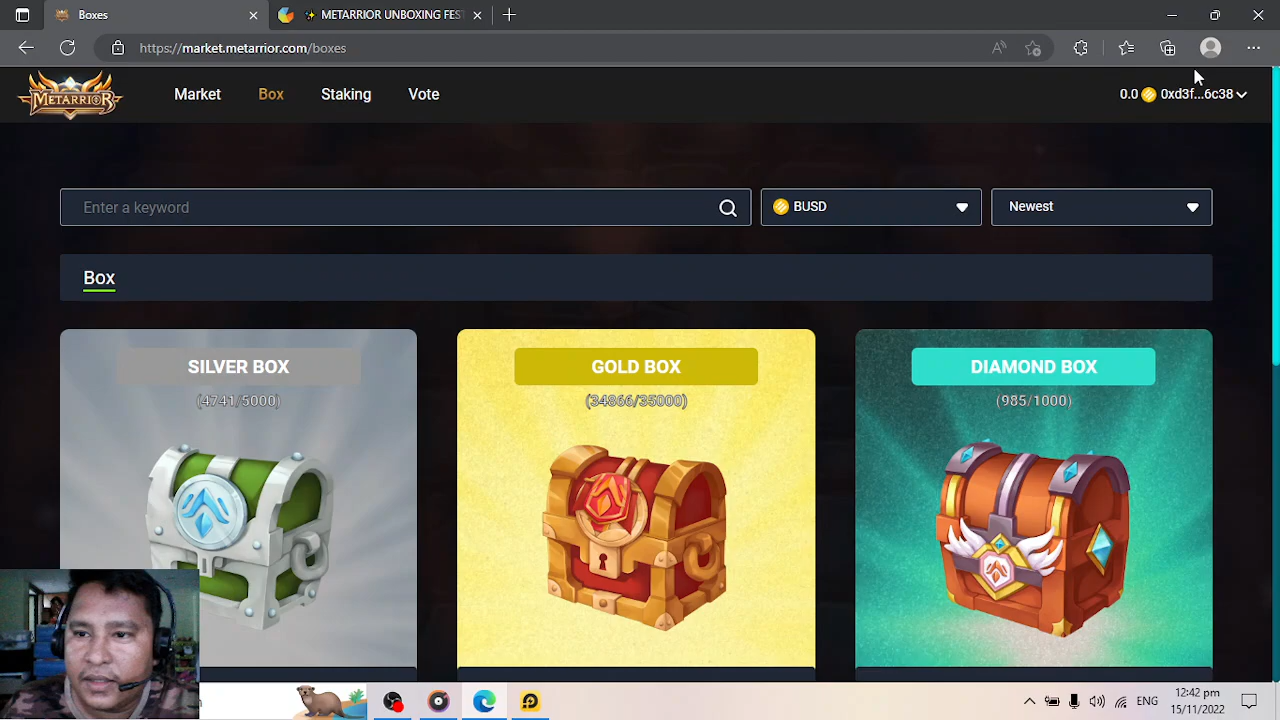 Boxes
✨ METARRIOR UNBOXING FEST
https://market.metarrior.com/boxes
METARRIOR
Market
Box
Staking
Vote
0.0 0xd3f...6c38
Enter a keyword
BUSD
Newest
Box
SILVER BOX
(4741/5000)
GOLD BOX
(34866/35000)
DIAMOND BOX
(985/1000)
ENG
12:42 pm
15/11/2022